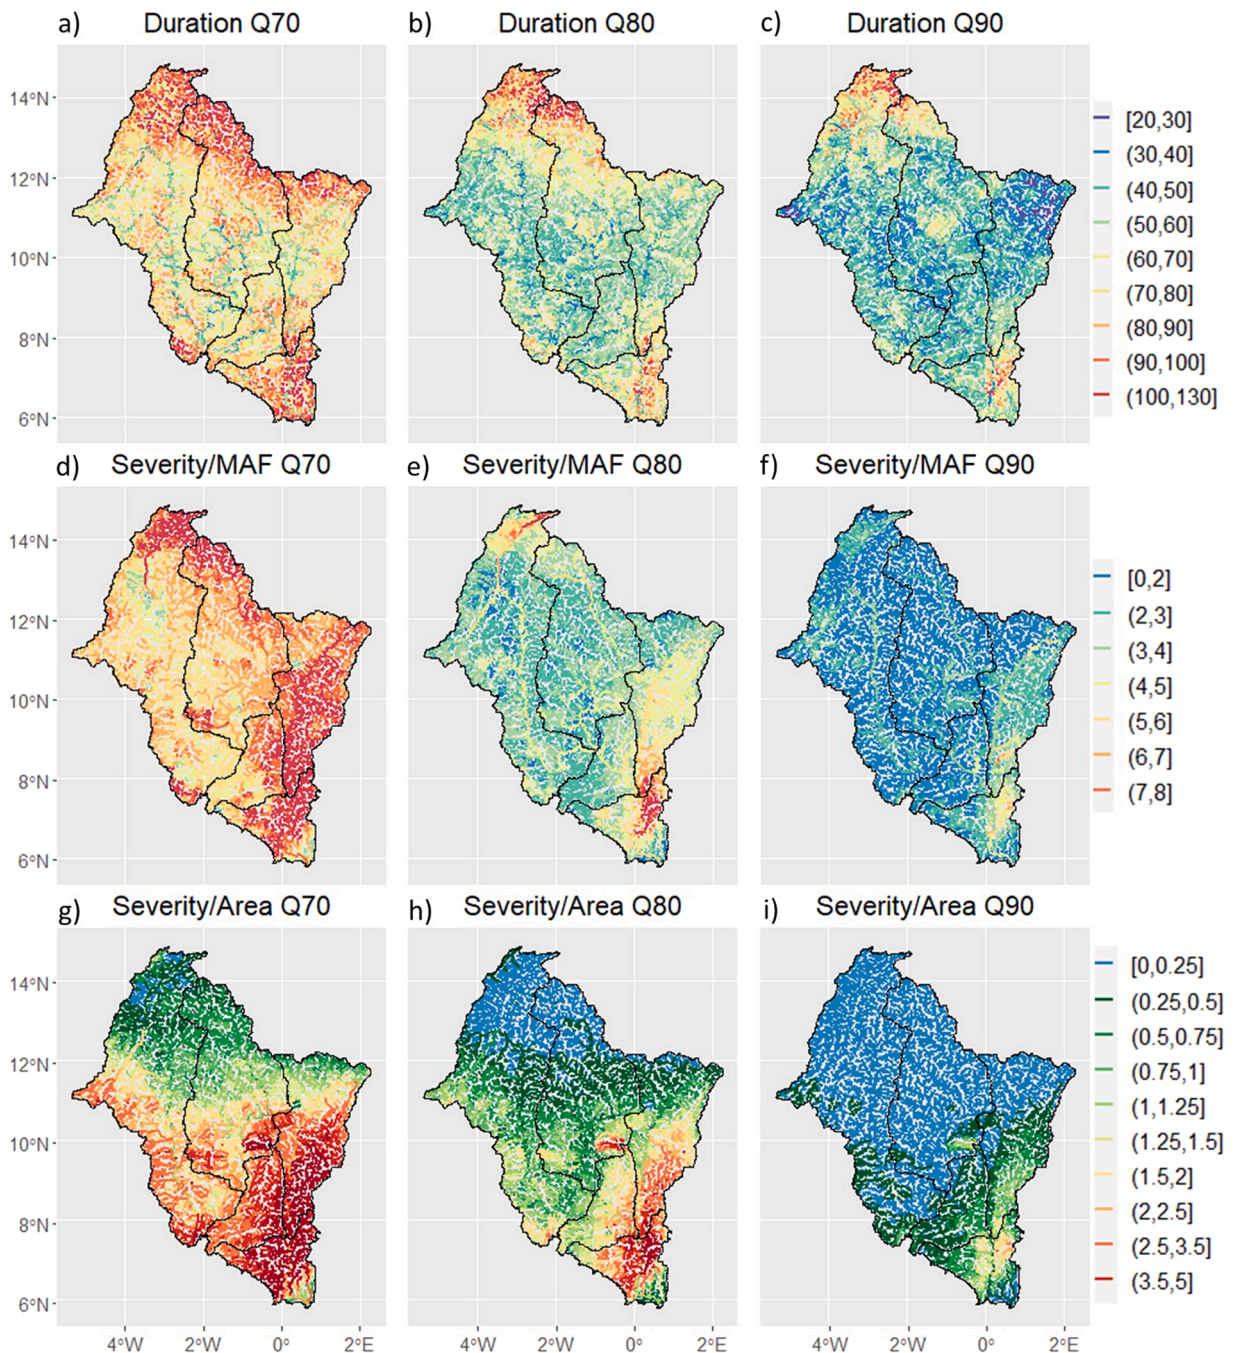 a) Duration Q70
b) Duration Q80
c) Duration Q90
14°N
12°N
10°N
8°N
6°N
[20,30]
(30,40]
(40,50]
(50,60]
(60,70]
(70,80]
(80,90]
(90,100]
(100,130]
d) Severity/MAF Q70
e) Severity/MAF Q80
f) Severity/MAF Q90
14°N
12°N
10°N
8°N
6°N
[0,2]
(2,3]
(3,4]
(4,5]
(5,6]
(6,7]
(7,8]
g) Severity/Area Q70
h) Severity/Area Q80
i) Severity/Area Q90
14°N
12°N
10°N
8°N
6°N
[0,0.25]
(0.25,0.5]
(0.5,0.75]
(0.75,1]
(1,1.25]
(1.25,1.5]
(1.5,2]
(2,2.5]
(2.5,3.5]
(3.5,5]
4°W 2°W 0° 2°E
4°W 2°W 0° 2°E
4°W 2°W 0° 2°E